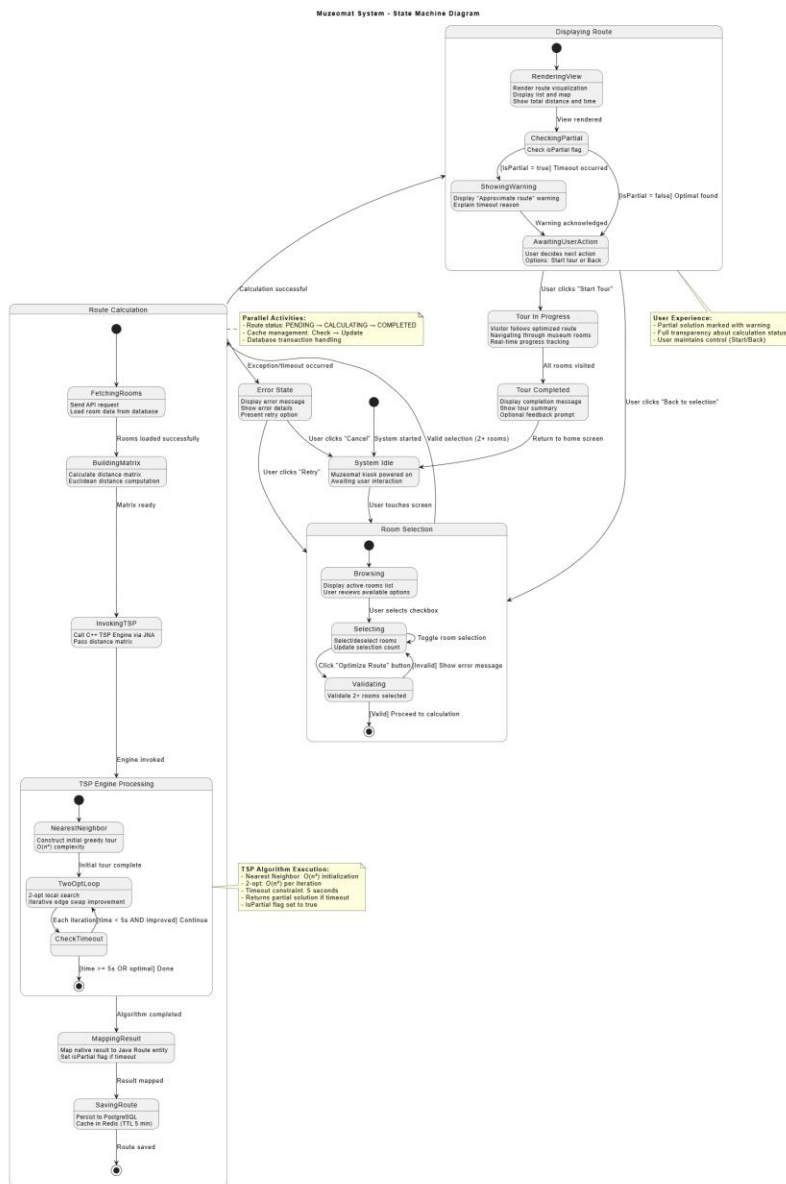 Muzeomat System - State Machine Diagram
Displaying Route
RenderingView
Render route visualization
Display list and map
Show total distance and time
View rendered
CheckingPartial
Check isPartial flag
[isPartial = true] Timeout occurred
[isPartial = false] Optimal found
ShowingWarning
Display "Approximate route" warning
Explain timeout reason
Warning acknowledged
AwaitingUserAction
User decides next action
Options: Start tour or Back
Calculation successful
User clicks "Start Tour"
User clicks "Back to selection"
User Experience:
- Partial solution marked with warning
- Full transparency about calculation status
- User maintains control (Start/Back)
Tour In Progress
Visitor follows optimized route
Navigating through museum rooms
Real-time progress tracking
All rooms visited
Tour Completed
Display completion message
Show tour summary
Optional feedback prompt
Return to home screen
Parallel Activities:
- Route status: PENDING → CALCULATING → COMPLETED
- Cache management: Check → Update
- Database transaction handling
Exception/timeout occurred
Error State
Display error message
Show error details
Present retry option
User clicks "Cancel"
System started
Valid selection (2+ rooms)
User clicks "Retry"
System Idle
Muzeomat kiosk powered on
Awaiting user interaction
User touches screen
Room Selection
Browsing
Display active rooms list
User reviews available options
User selects checkbox
Selecting
Select/deselect rooms
Update selection count
Toggle room selection
Click "Optimize Route" button
[Invalid] Show error message
Validating
Validate 2+ rooms selected
[Valid] Proceed to calculation
Route Calculation
FetchingRooms
Send API request
Load room data from database
Rooms loaded successfully
BuildingMatrix
Calculate distance matrix
Euclidean distance computation
Matrix ready
InvokingTSP
Call C++ TSP Engine via JNA
Pass distance matrix
Engine invoked
TSP Engine Processing
NearestNeighbor
Construct initial greedy tour
O(n²) complexity
Initial tour complete
TwoOptLoop
2-opt local search
Iterative edge swap improvement
Each iteration
[time < 5s AND improved] Continue
CheckTimeout
[time >= 5s OR optimal] Done
TSP Algorithm Execution:
- Nearest Neighbor: O(n²) initialization
- 2-opt: O(n²) per iteration
- Timeout constraint: 5 seconds
- Returns partial solution if timeout
- isPartial flag set to true
Algorithm completed
MappingResult
Map native result to Java Route entity
Set isPartial flag if timeout
Result mapped
SavingRoute
Persist to PostgreSQL
Cache in Redis (TTL 5 min)
Route saved